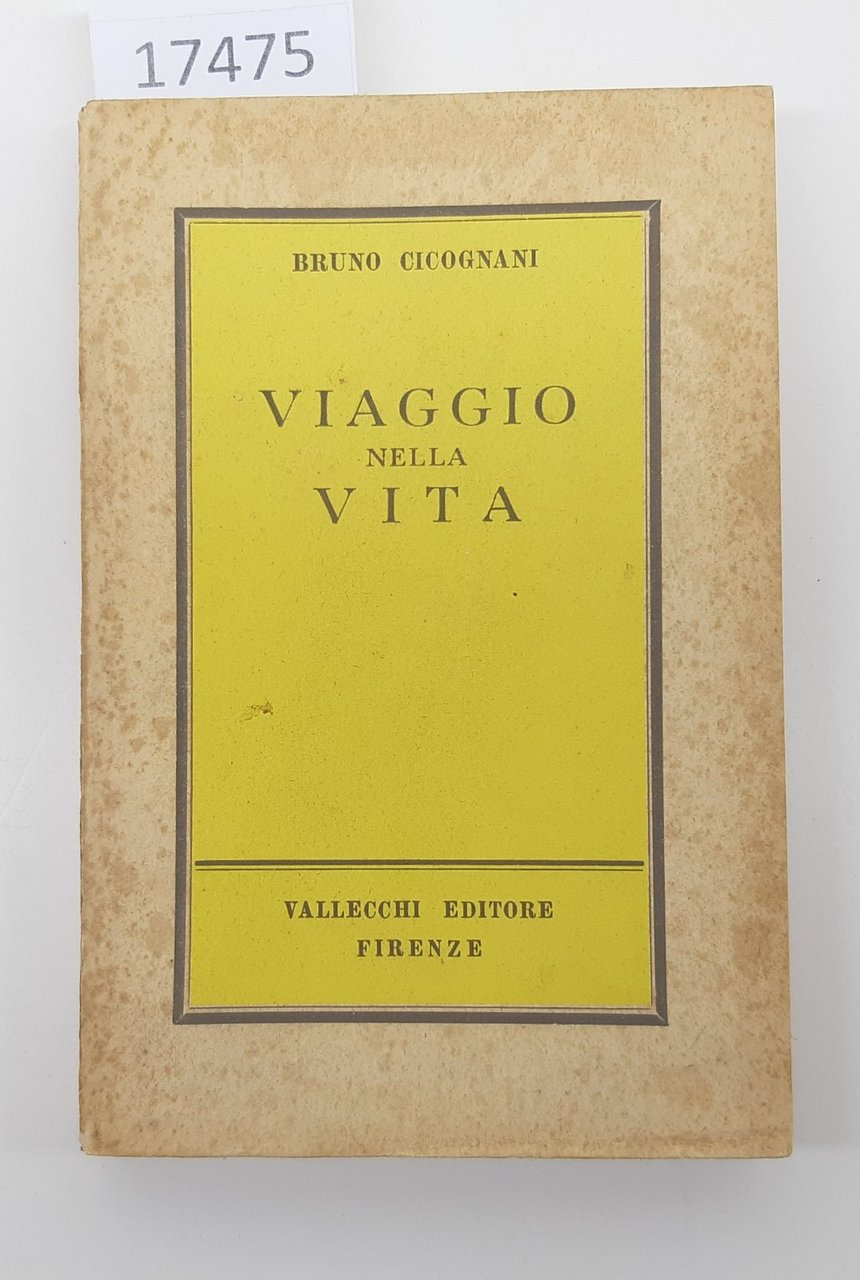 17475
BRUNO CICOGNANI
VIAGGIO
NELLA
VITA
VALLECCHI EDITORE
FIRENZE